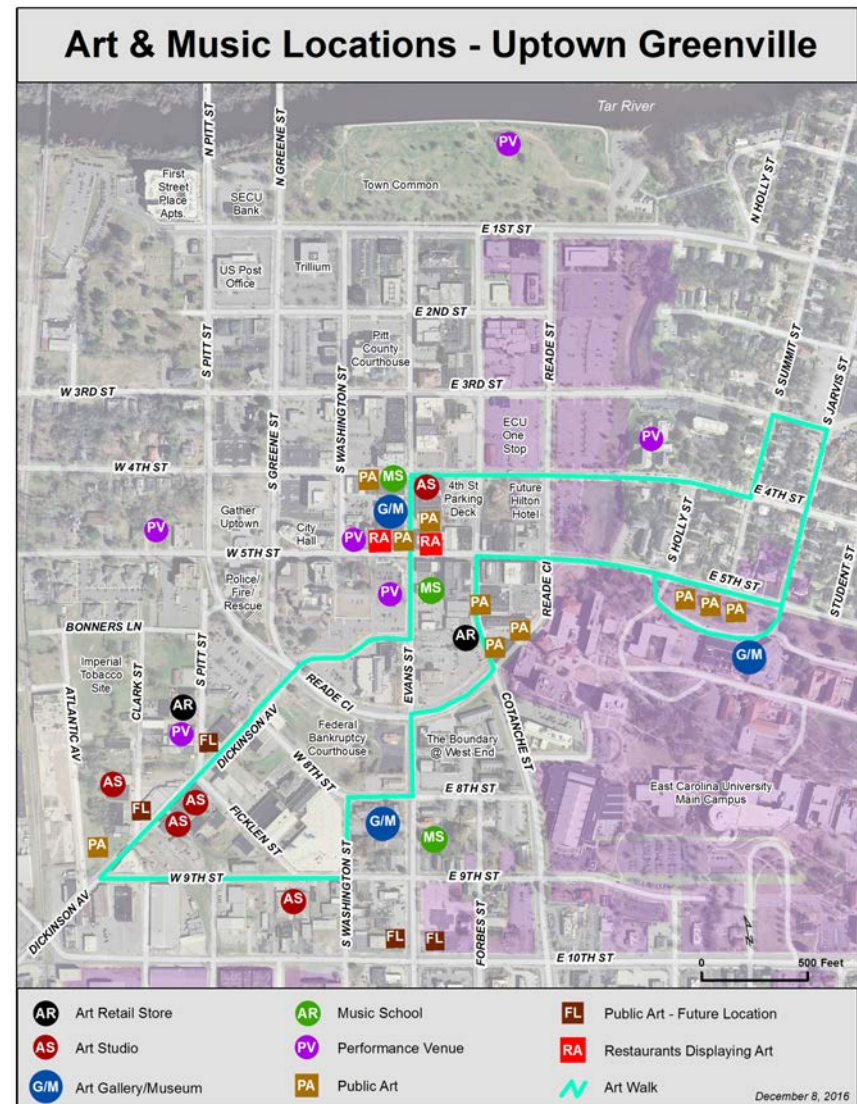 Art & Music Locations - Uptown Greenville
Tar River
N PITT ST
N GREENE ST
PV
N HOLLY ST
First
Street
Place
Apts.
SECU
Bank
Town Common
E 1ST ST
US Post
Office
Trillium
E 2ND ST
S PITT ST
Pitt
County
Courthouse
READE ST
S SUMMIT ST
S JARVIS ST
W 3RD ST
E 3RD ST
S GREENE ST
S WASHINGTON ST
ECU
One
Stop
PV
W 4TH ST
PA
MS
AS
4th St
Parking
Deck
Future
Hilton
Hotel
E 4TH ST
G/M
PA
S HOLLY ST
PV
Gather
Uptown
City
Hall
PV
RA
PA
RA
W 5TH ST
STUDENT ST
Police/
Fire/
Rescue
PV
MS
READE CI
E 5TH ST
PA
PA
PA
PA
BONNERS LN
AR
PA
PA
G/M
Imperial
Tobacco
Site
CLARK ST
S PITT ST
EVANS ST
ATLANTIC AV
READE CI
COTANCHE ST
AR
PV
FL
DICKINSON AV
Federal
Bankruptcy
Courthouse
The Boundary
@ West End
W 8TH ST
E 8TH ST
East Carolina University
Main Campus
AS
AS
FL
AS
FICKLEN ST
G/M
MS
PA
W 9TH ST
S WASHINGTON ST
E 9TH ST
AS
DICKINSON AV
FL
FL
FORBES ST
N
E 10TH ST
0 500 Feet
AR Art Retail Store
AR Music School
FL Public Art - Future Location
AS Art Studio
PV Performance Venue
RA Restaurants Displaying Art
G/M Art Gallery/Museum
PA Public Art
Art Walk
December 8, 2016